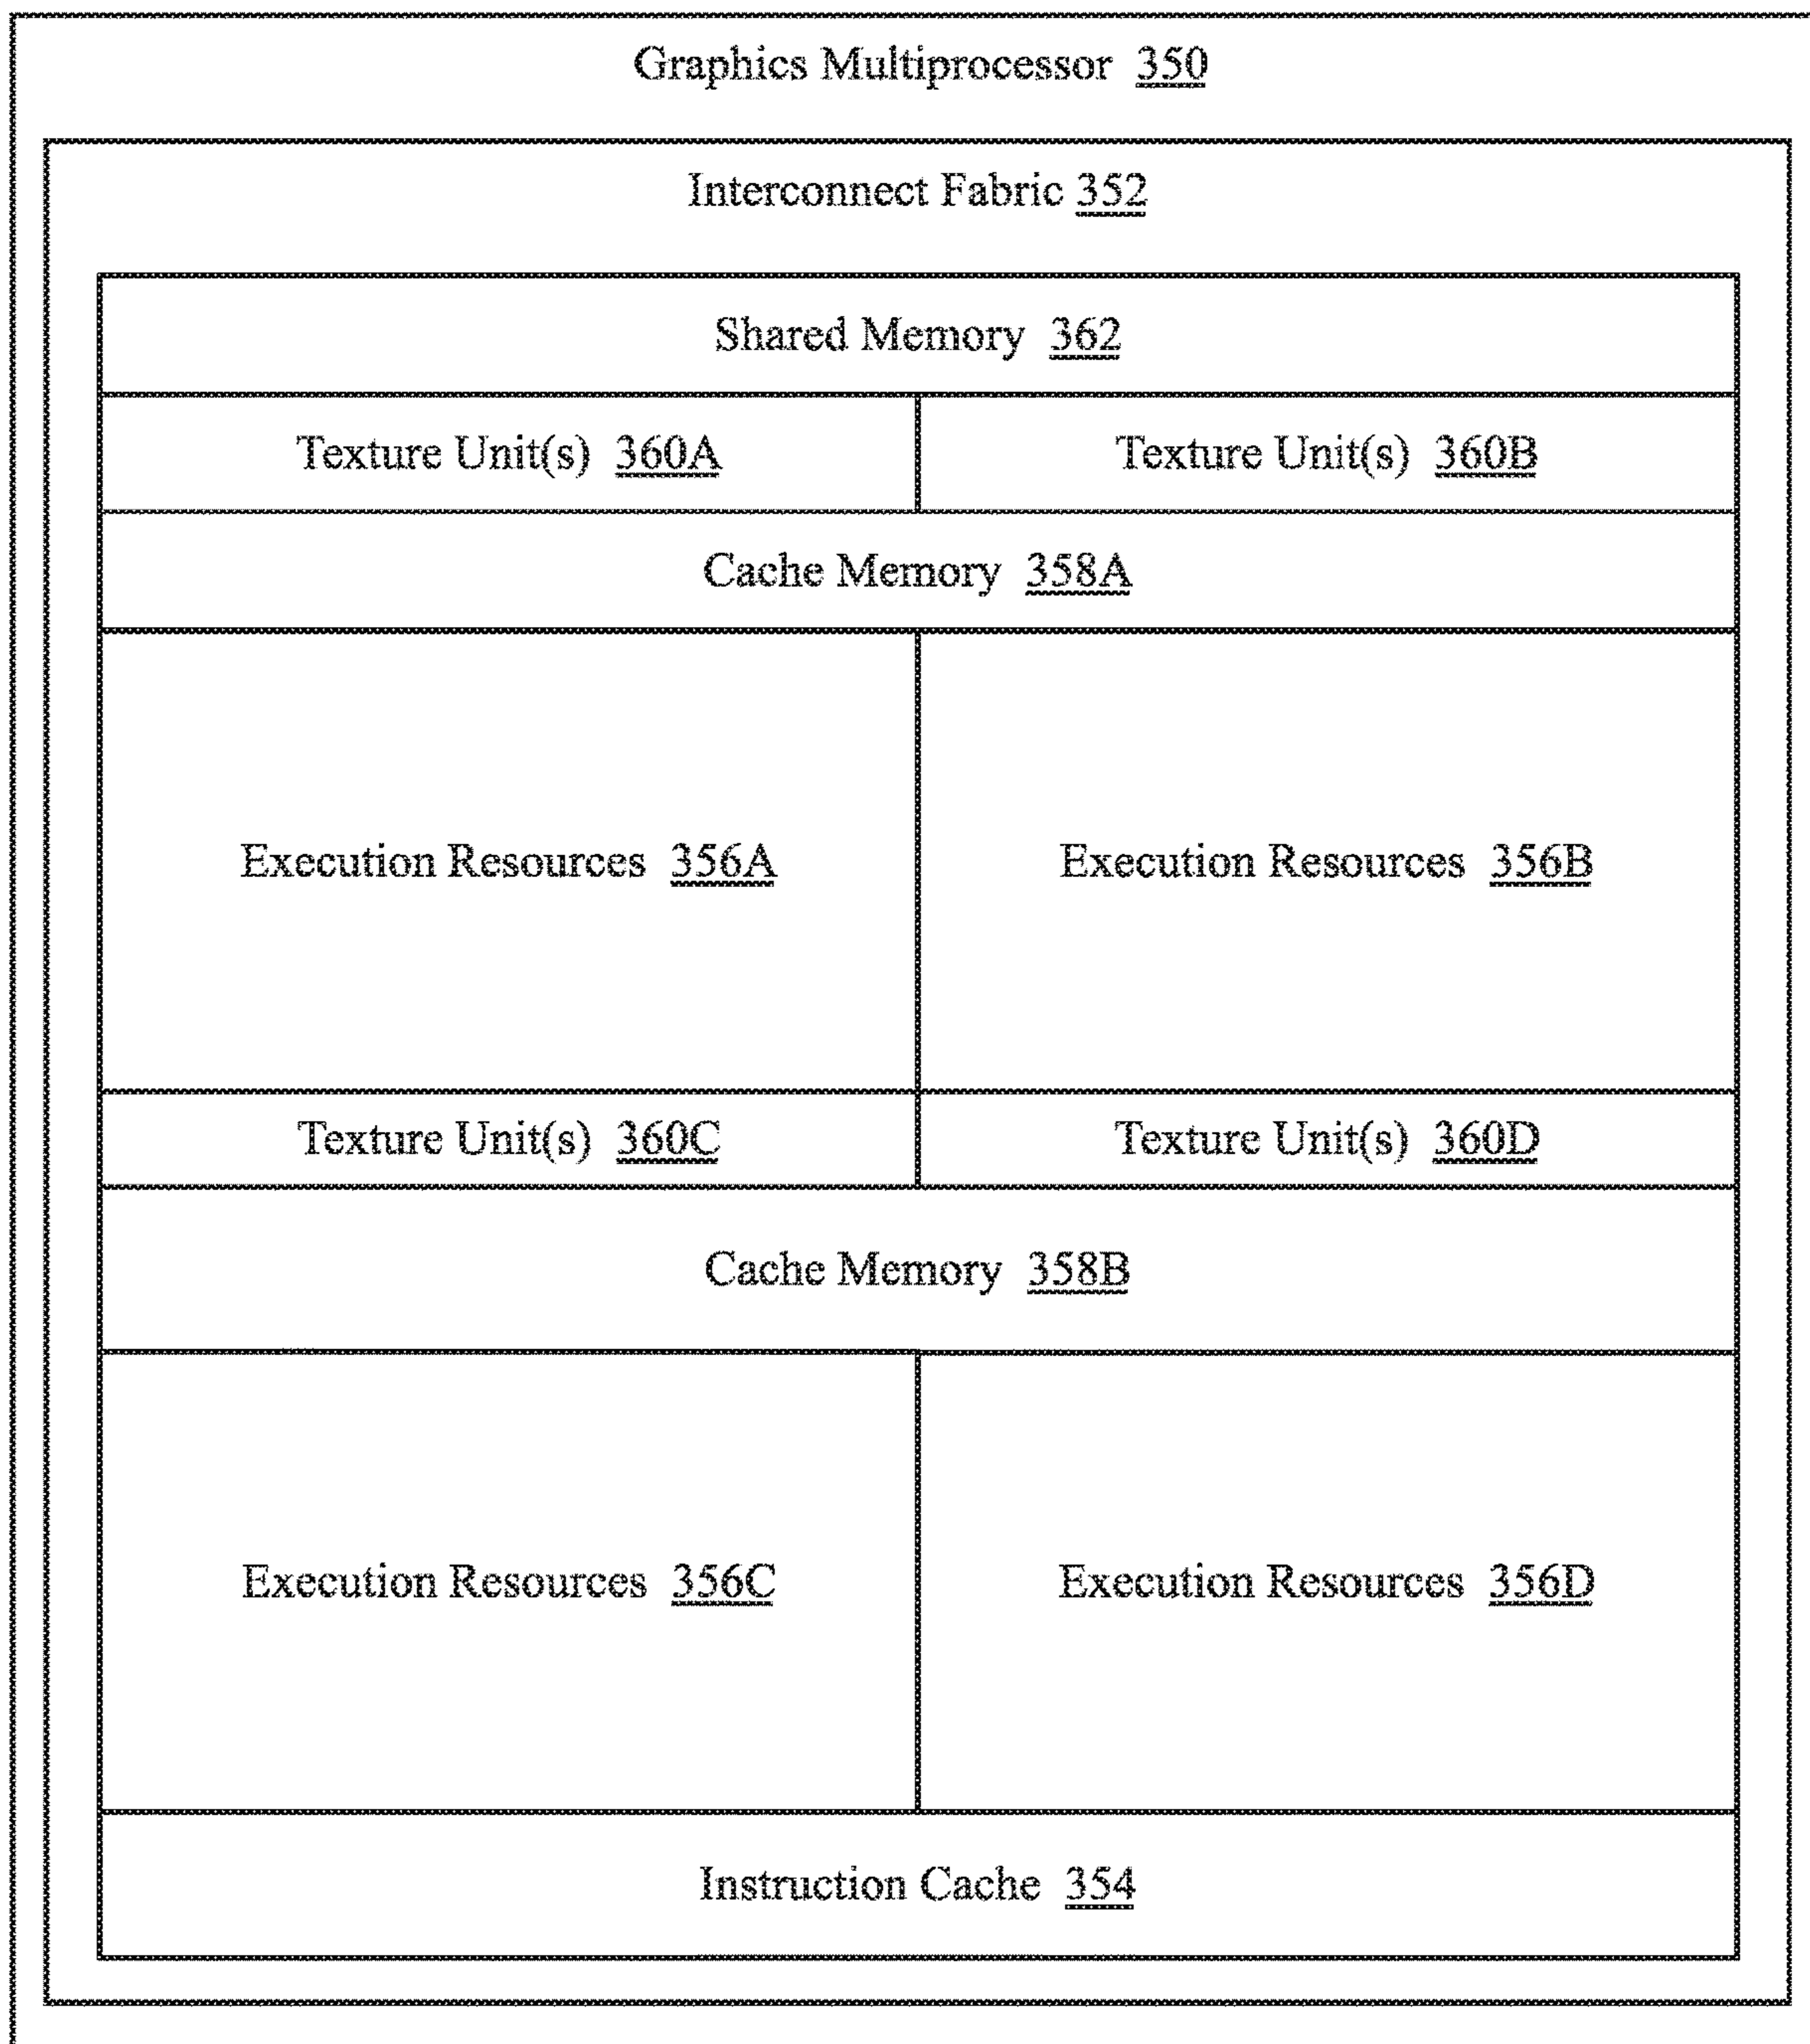 Graphics Multiprocessor 350
Interconnect Fabric 352
Shared Memory 362
Texture Unit(s) 360A
Texture Unit(s) 360B
Cache Memory 358A
Execution Resources 356A
Execution Resources 356B
Texture Unit(s) 360C
Texture Unit(s) 360D
Cache Memory 358B
Execution Resources 356C
Execution Resources 356D
Instruction Cache 354